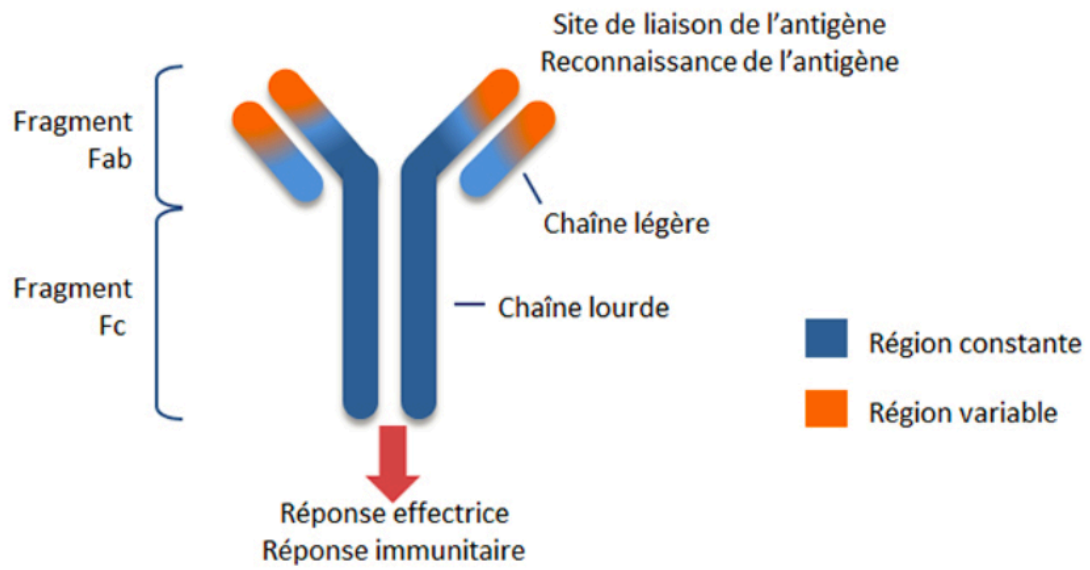 Site de liaison de l'antigène
Reconnaissance de l'antigène
Fragment
Fab
Chaîne légère
Fragment
Fc
Chaîne lourde
Région constante
Région variable
Réponse effectrice
Réponse immunitaire